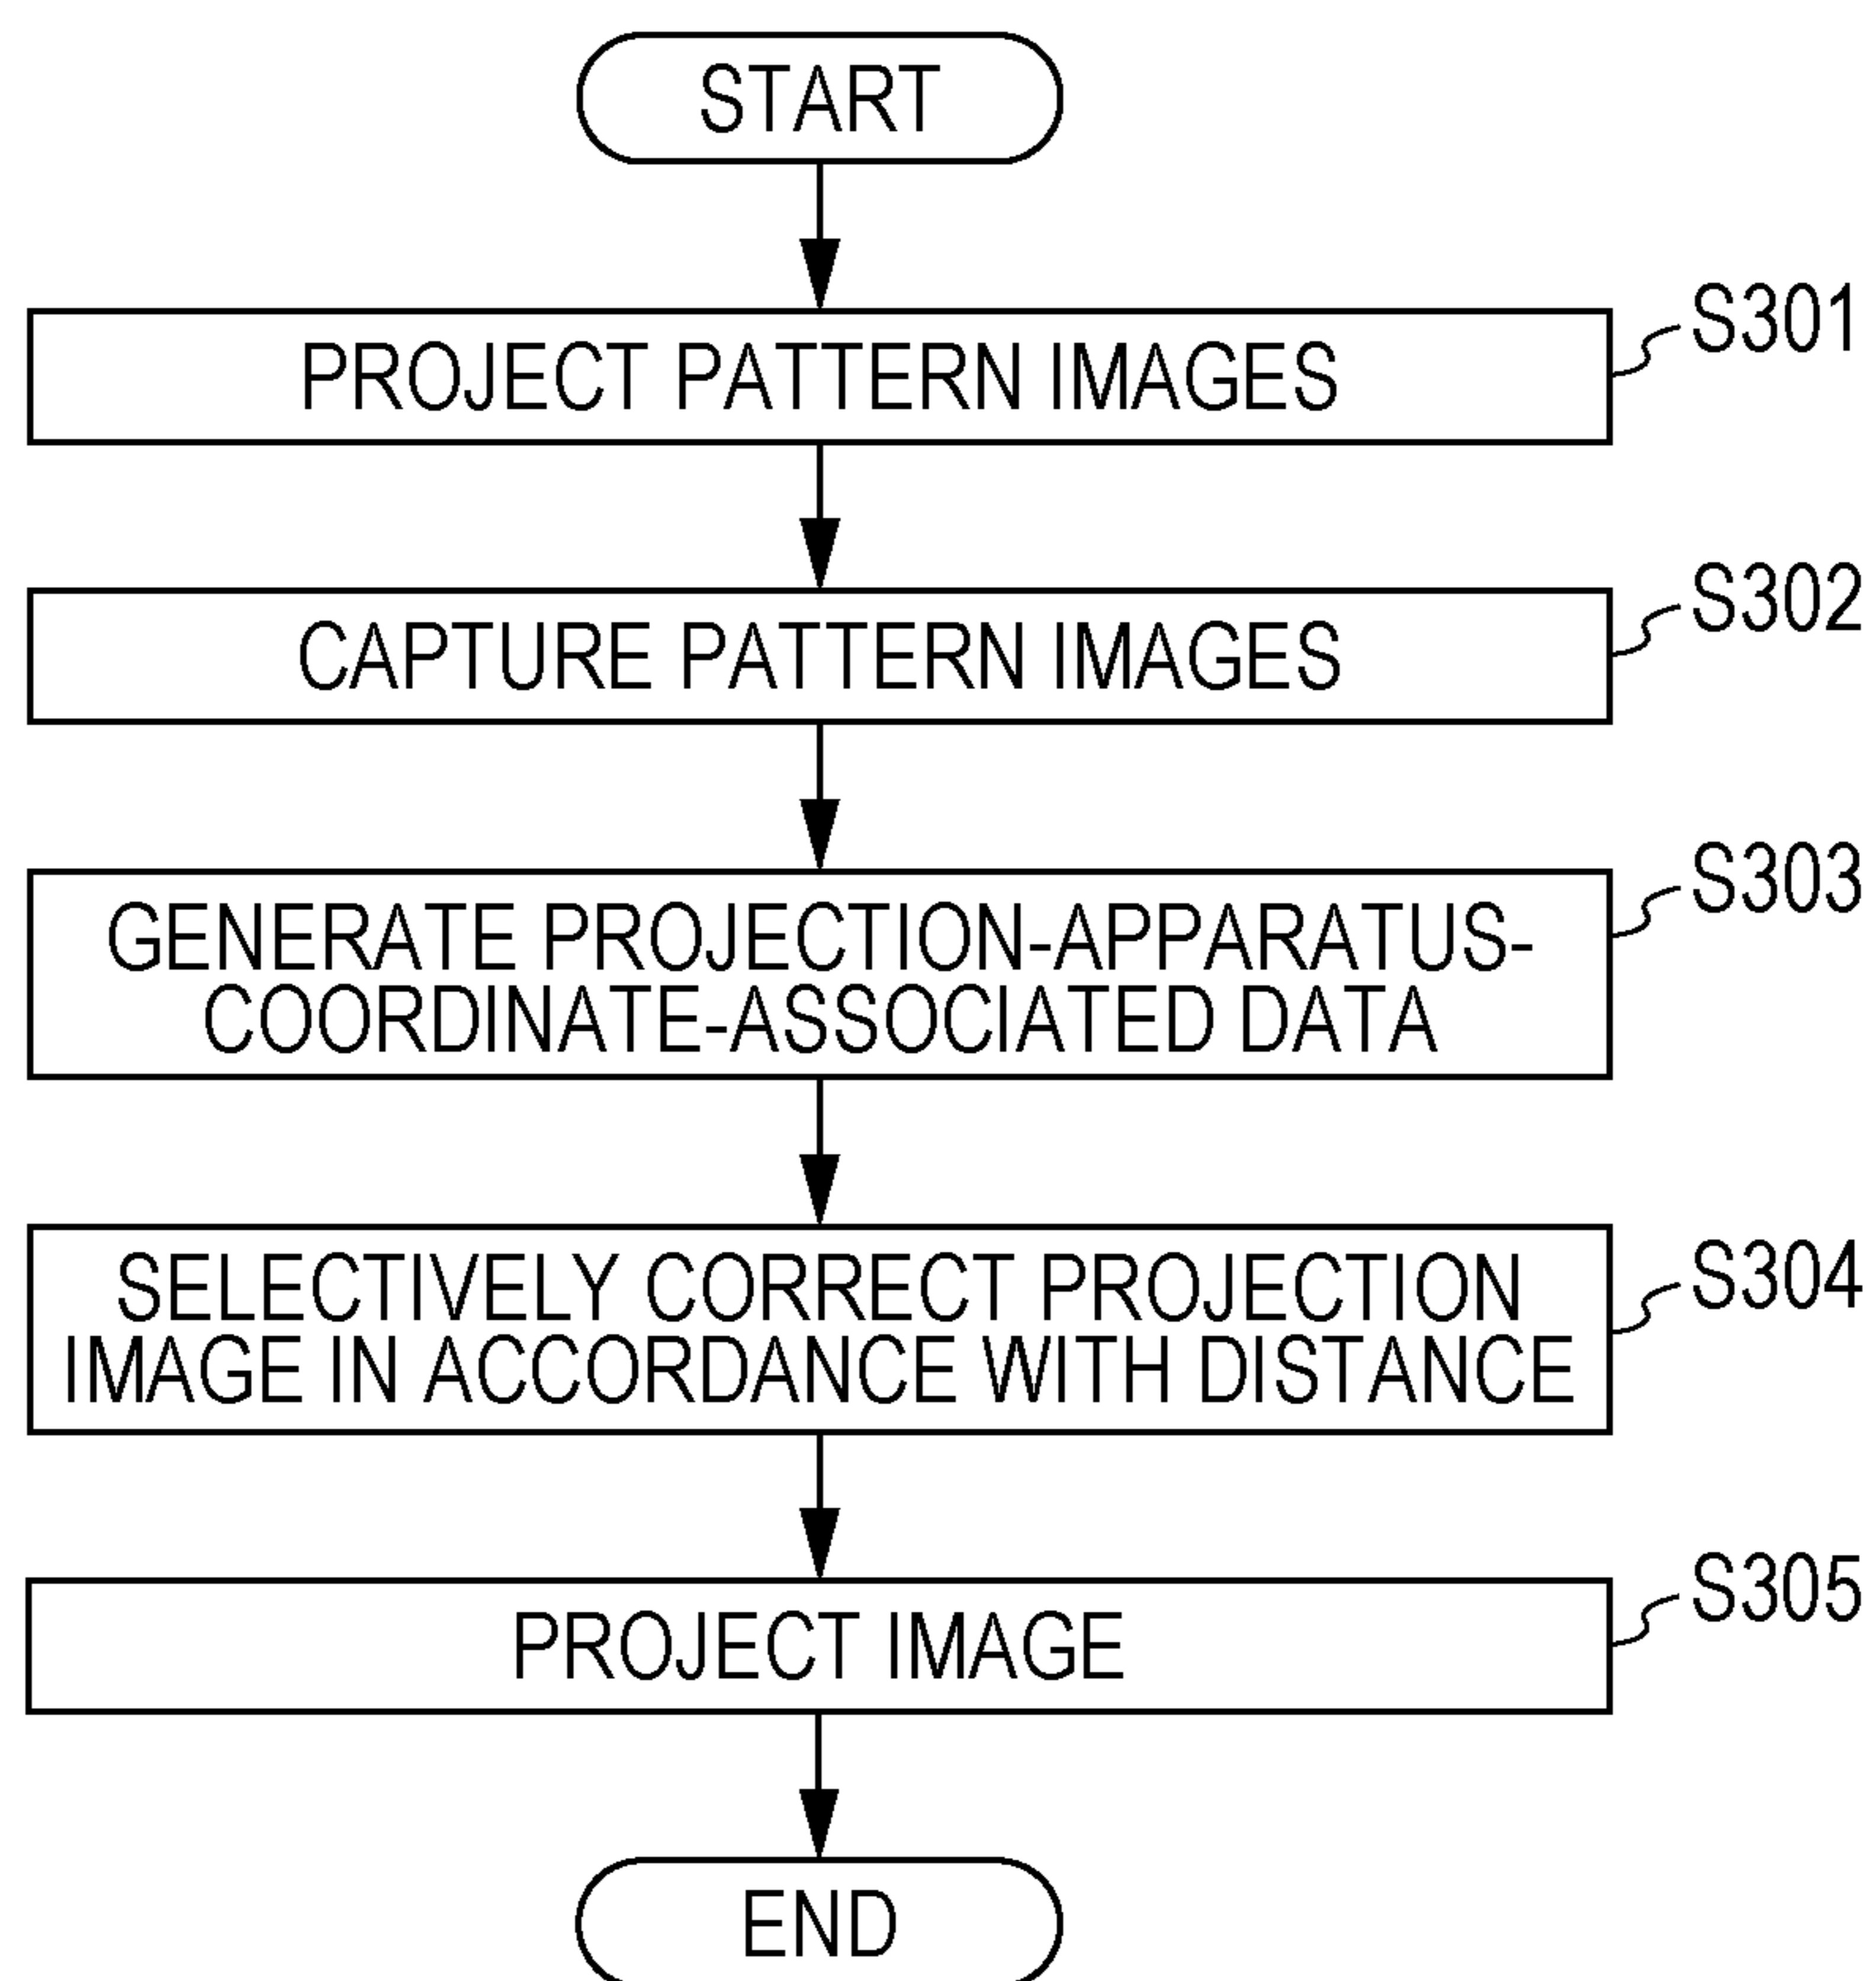 START
PROJECT PATTERN IMAGES
S301
CAPTURE PATTERN IMAGES
S302
GENERATE PROJECTION-APPARATUS-
COORDINATE-ASSOCIATED DATA
S303
SELECTIVELY CORRECT PROJECTION
IMAGE IN ACCORDANCE WITH DISTANCE
S304
PROJECT IMAGE
S305
END